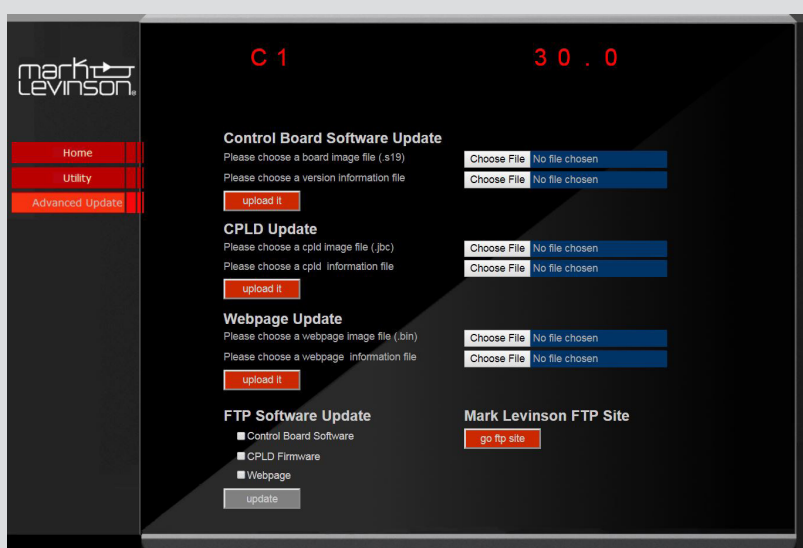 mark
Levinson®
C1
30.0
Home
Utility
Advanced Update
Control Board Software Update
Please choose a board image file (.s19)
Choose File No file chosen
Please choose a version information file
Choose File No file chosen
upload it
CPLD Update
Please choose a cpld image file (.jbc)
Choose File No file chosen
Please choose a cpld information file
Choose File No file chosen
upload it
Webpage Update
Please choose a webpage image file (.bin)
Choose File No file chosen
Please choose a webpage information file
Choose File No file chosen
upload it
FTP Software Update
Control Board Software
CPLD Firmware
Webpage
update
Mark Levinson FTP Site
go ftp site